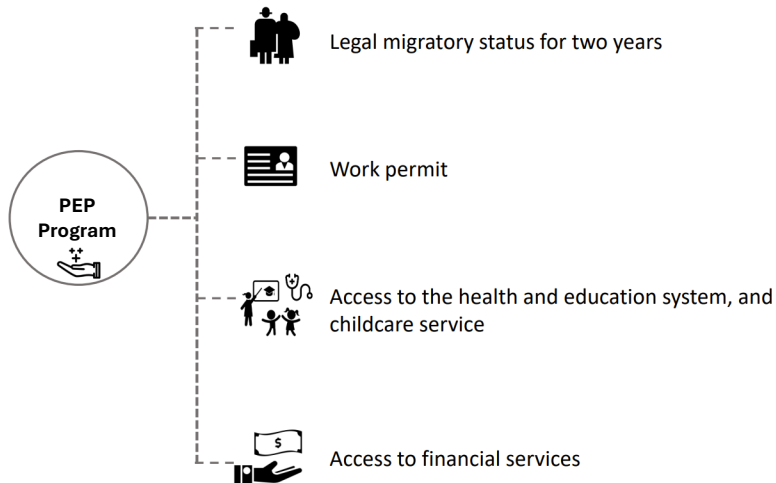 Legal migratory status for two years
Work permit
PEP
Program
Access to the health and education system, and
childcare service
$
Access to financial services